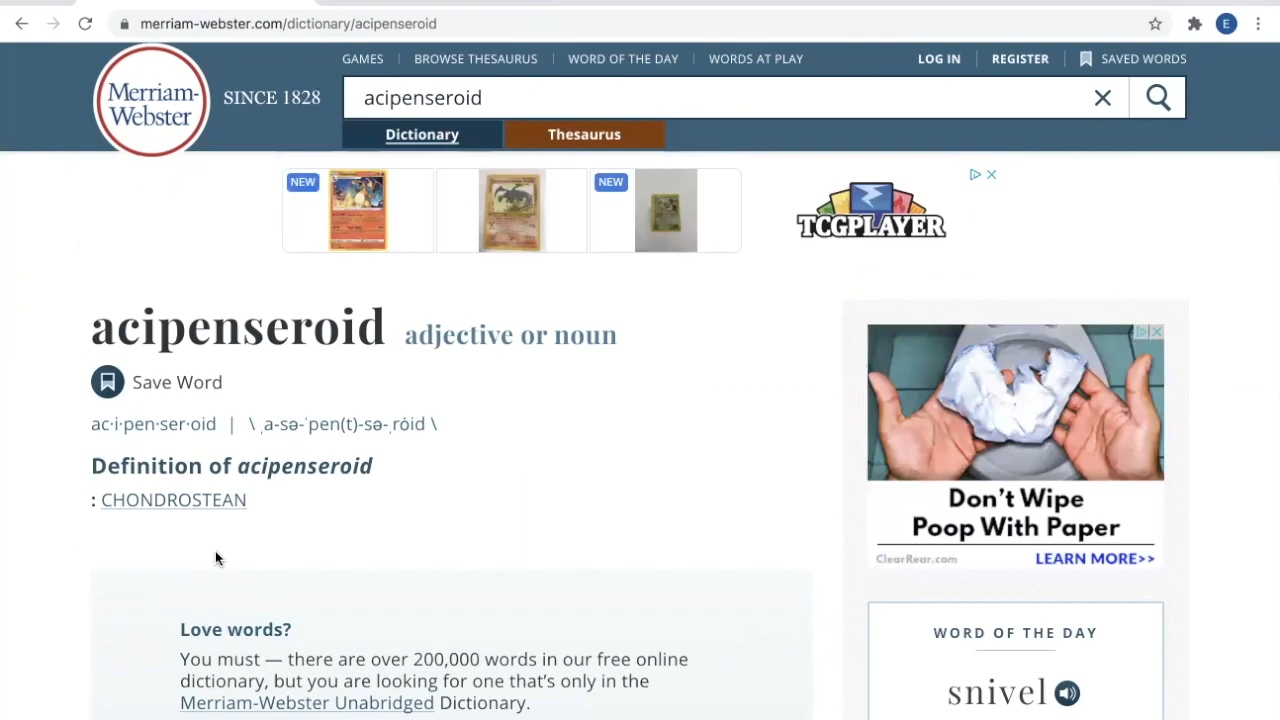 merriam-webster.com/dictionary/acipenseroid
E
GAMES
BROWSE THESAURUS
WORD OF THE DAY
WORDS AT PLAY
LOG IN
REGISTER
SAVED WORDS
Merriam-
Webster
SINCE 1828
acipenseroid
Dictionary
Thesaurus
NEW
NEW
TCGPLAYER
acipenseroid adjective or noun
Save Word
ac·i·pen·ser·oid | \ ˌa-sə-ˈpen(t)-sə-ˌrȯid \
Definition of acipenseroid
: CHONDROSTEAN
Don't Wipe
Poop With Paper
ClearRear.com
LEARN MORE>>
Love words?
You must — there are over 200,000 words in our free online
dictionary, but you are looking for one that's only in the
Merriam-Webster Unabridged Dictionary.
WORD OF THE DAY
snivel